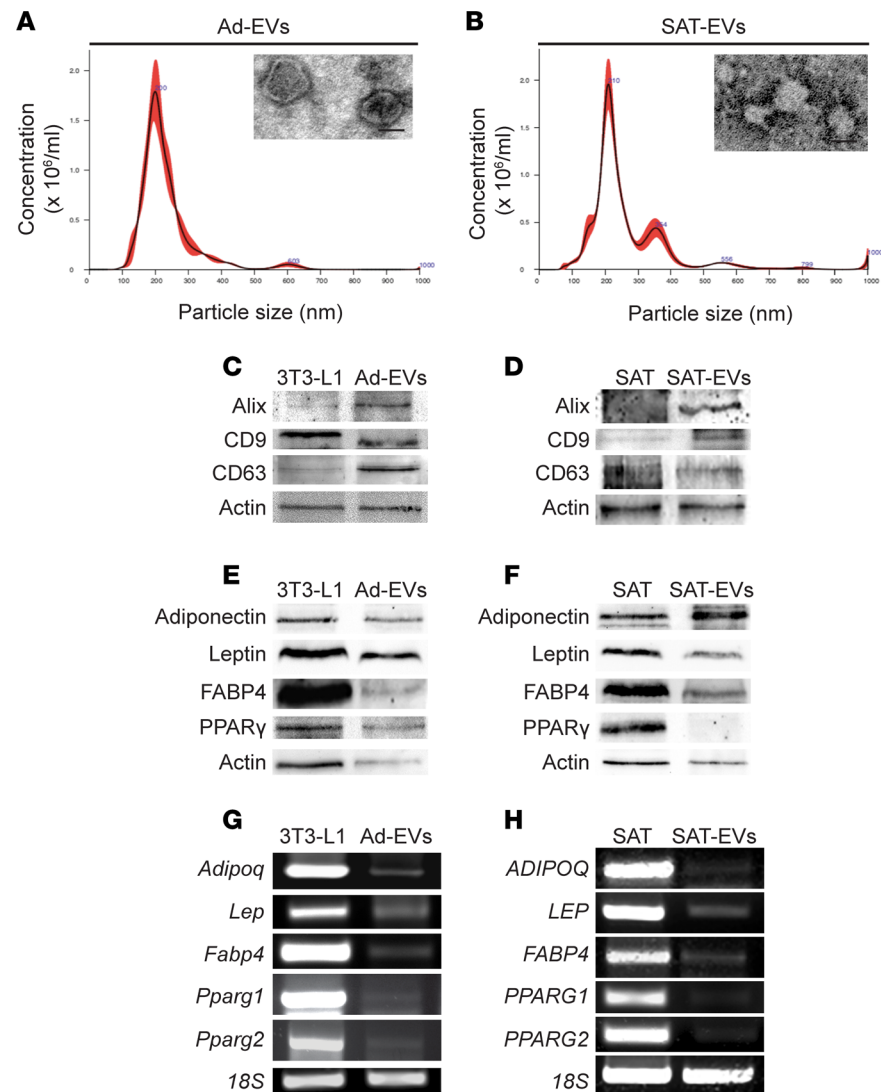 A
Ad-EVs
Concentration
(x 10⁶/ml)
2.0
1.5
1.0
0.5
0
603
1000
0 100 200 300 400 500 600 700 800 900 1000
Particle size (nm)
B
SAT-EVs
Concentration
(x 10⁶/ml)
2.0
1.5
1.0
0.5
0
556
799
1000
0 100 200 300 400 500 600 700 800 900 1000
Particle size (nm)
C
3T3-L1 Ad-EVs
Alix
CD9
CD63
Actin
D
SAT SAT-EVs
Alix
CD9
CD63
Actin
E
3T3-L1 Ad-EVs
Adiponectin
Leptin
FABP4
PPARγ
Actin
F
SAT SAT-EVs
Adiponectin
Leptin
FABP4
PPARγ
Actin
G
3T3-L1 Ad-EVs
Adipoq
Lep
Fabp4
Pparg1
Pparg2
18S
H
SAT SAT-EVs
ADIPOQ
LEP
FABP4
PPARG1
PPARG2
18S